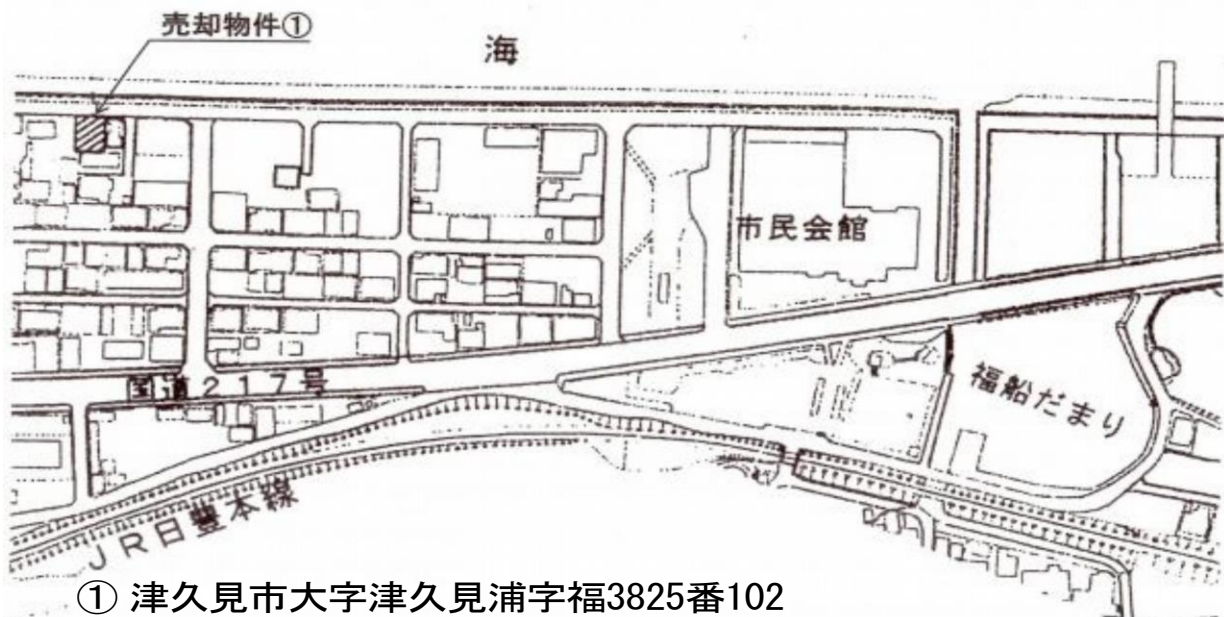 売却物件①
海
市民会館
国道217号
福船だまり
JR日豊本線
① 津久見市大字津久見浦字福3825番102